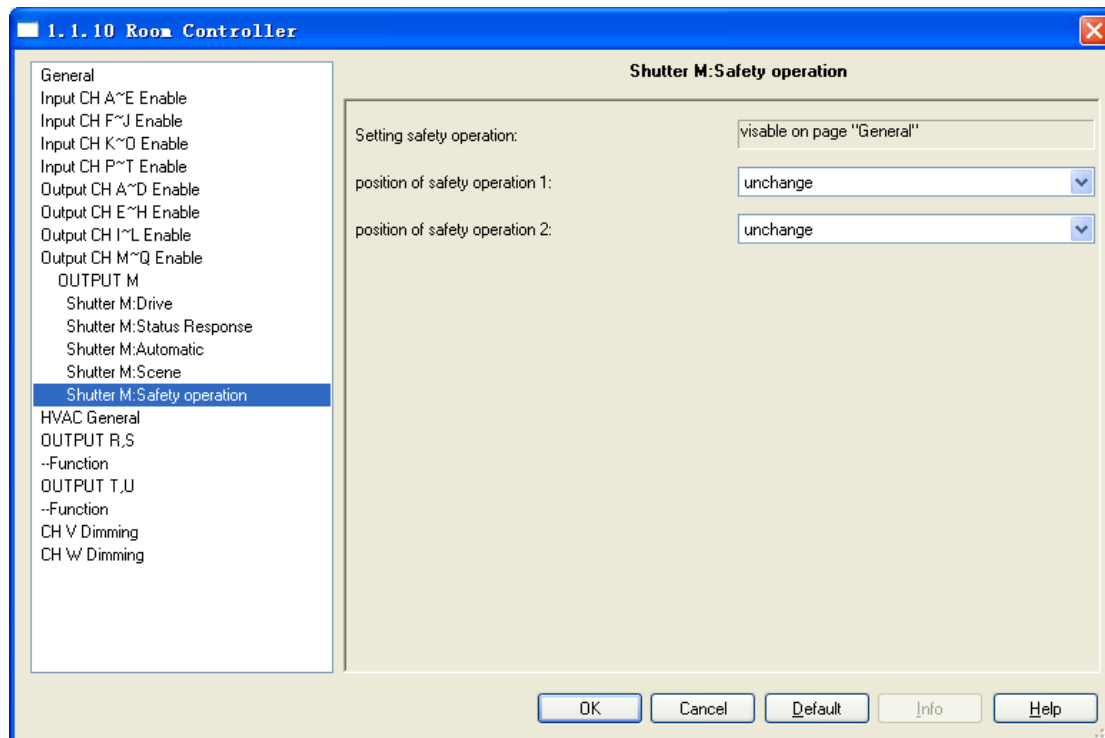 1.1.10 Room Controller
General
Input CH A~E Enable
Input CH F~J Enable
Input CH K~O Enable
Input CH P~T Enable
Output CH A~D Enable
Output CH E~H Enable
Output CH I~L Enable
Output CH M~Q Enable
OUTPUT M
Shutter M:Drive
Shutter M:Status Response
Shutter M:Automatic
Shutter M:Scene
Shutter M:Safety operation
HVAC General
OUTPUT R,S
--Function
OUTPUT T,U
--Function
CH V Dimming
CH W Dimming
Shutter M:Safety operation
Setting safety operation: visable on page "General"
position of safety operation 1: unchange
position of safety operation 2: unchange
OK Cancel Default Info Help